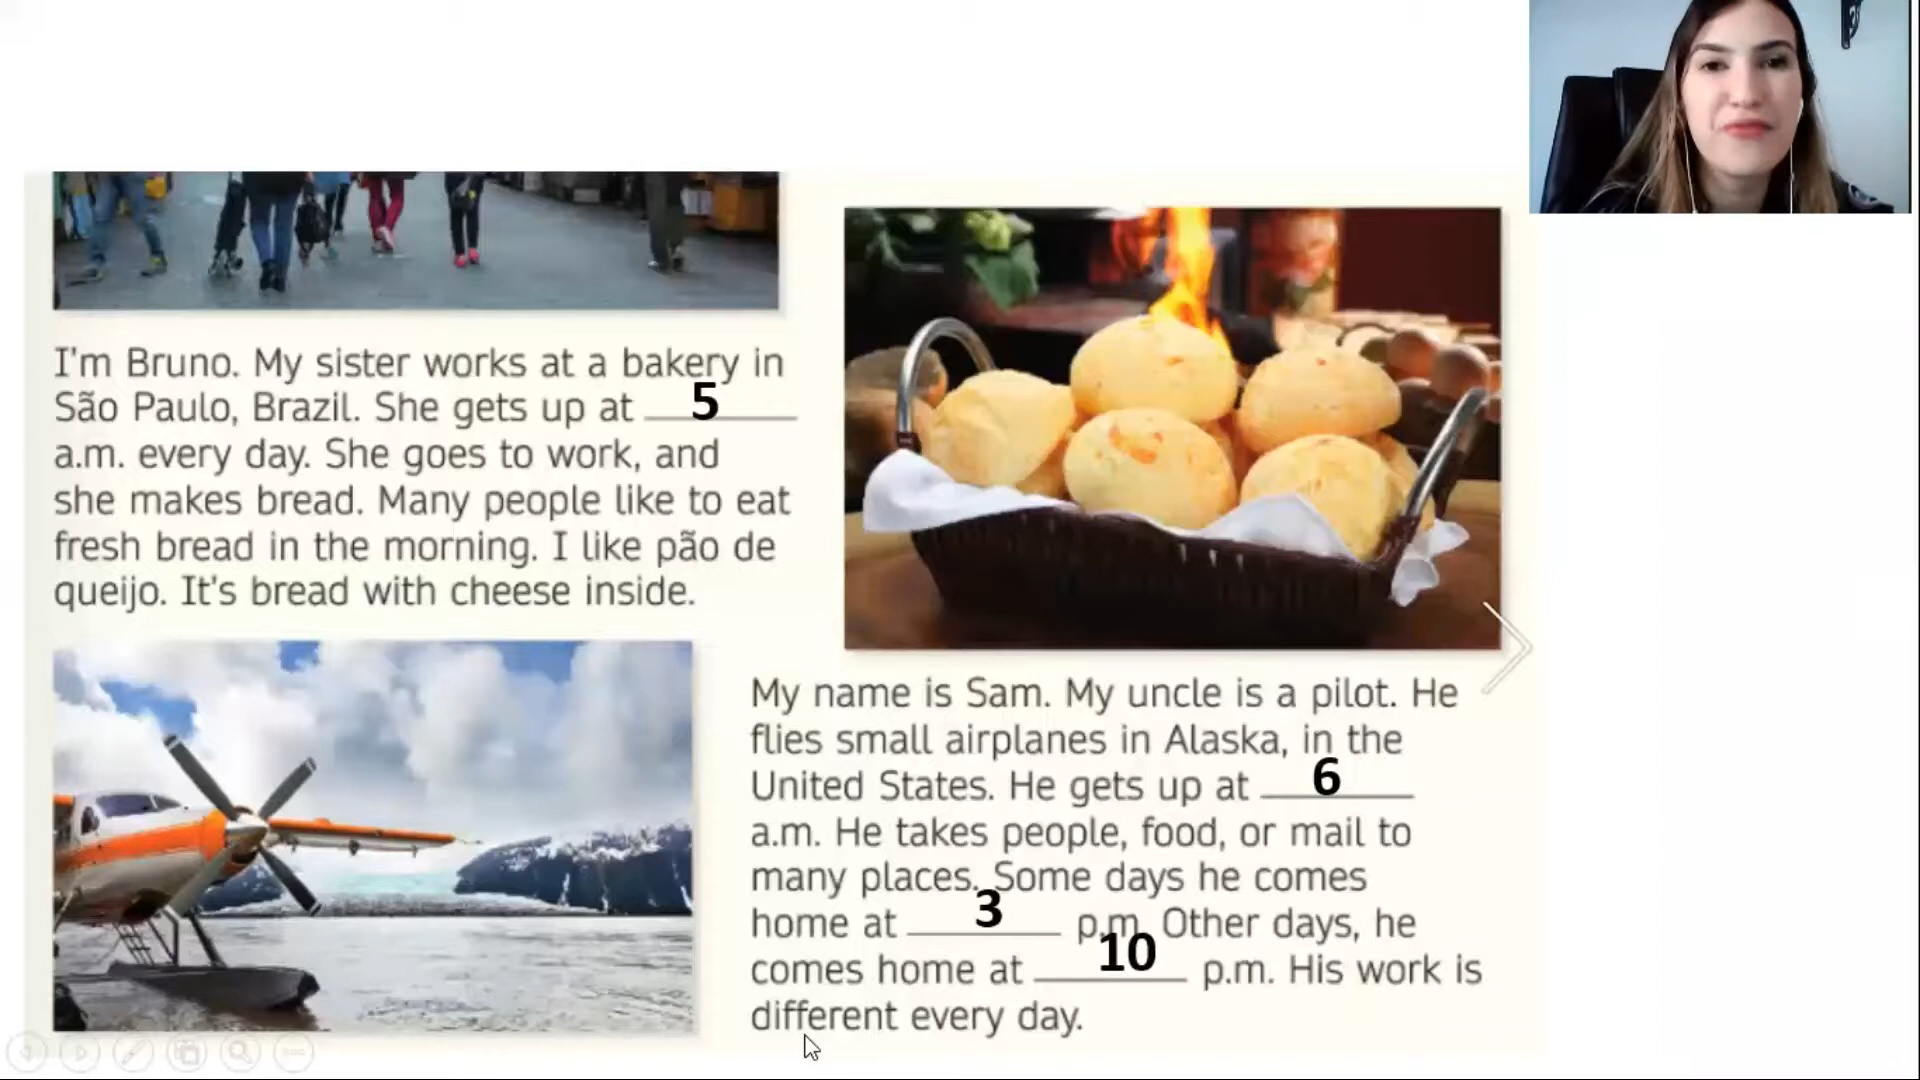 I'm Bruno. My sister works at a bakery in
São Paulo, Brazil. She gets up at 5
a.m. every day. She goes to work, and
she makes bread. Many people like to eat
fresh bread in the morning. I like pão de
queijo. It's bread with cheese inside.
My name is Sam. My uncle is a pilot. He
flies small airplanes in Alaska, in the
United States. He gets up at 6
a.m. He takes people, food, or mail to
many places. Some days he comes
home at 3 p.m. Other days, he
comes home at 10 p.m. His work is
different every day.